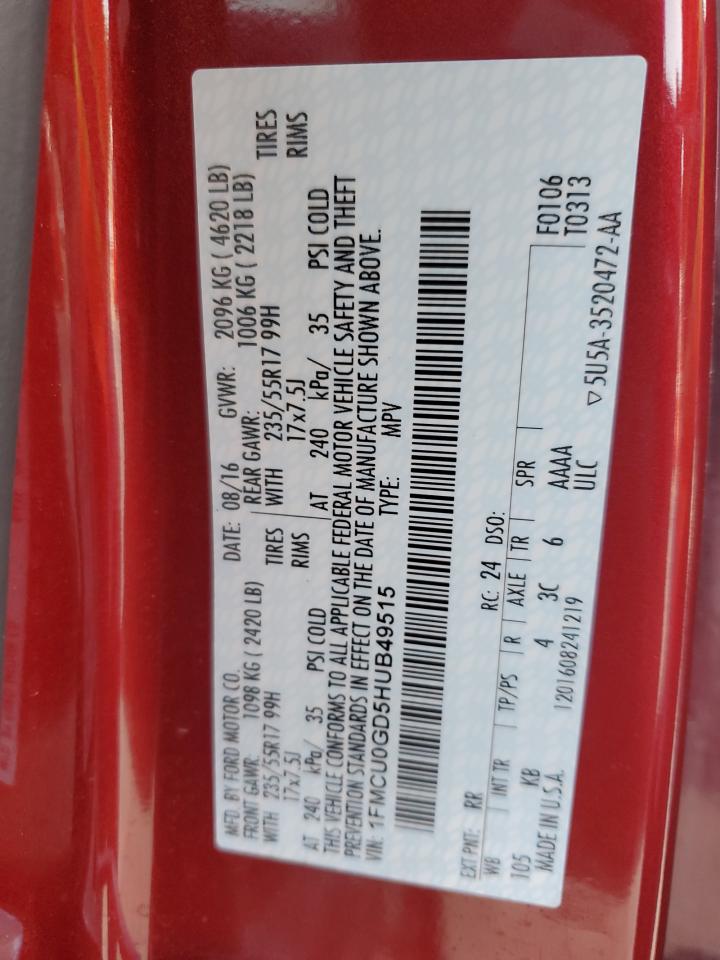 MFD. BY FORD MOTOR CO. DATE: 08/16 GVWR: 2096 KG ( 4620 LB)
FRONT GAWR: 1098 KG ( 2420 LB) REAR GAWR: 1006 KG ( 2218 LB)
WITH 235/55R17 99H TIRES WITH 235/55R17 99H TIRES
17x7.5J RIMS 17x7.5J RIMS
AT 240 kPa/ 35 PSI COLD AT 240 kPa/ 35 PSI COLD
THIS VEHICLE CONFORMS TO ALL APPLICABLE FEDERAL MOTOR VEHICLE SAFETY AND THEFT
PREVENTION STANDARDS IN EFFECT ON THE DATE OF MANUFACTURE SHOWN ABOVE.
VIN: 1FMCU0GD5HUB49515 TYPE: MPV
EXT PNT: RR RC: 24 DSO: F0106
WB INT TR TP/PS R AXLE TR SPR T0313
105 KB 4 3C 6 AAAA
MADE IN U.S.A. 1201608241219 ULC ▽5U5A-3520472-AA